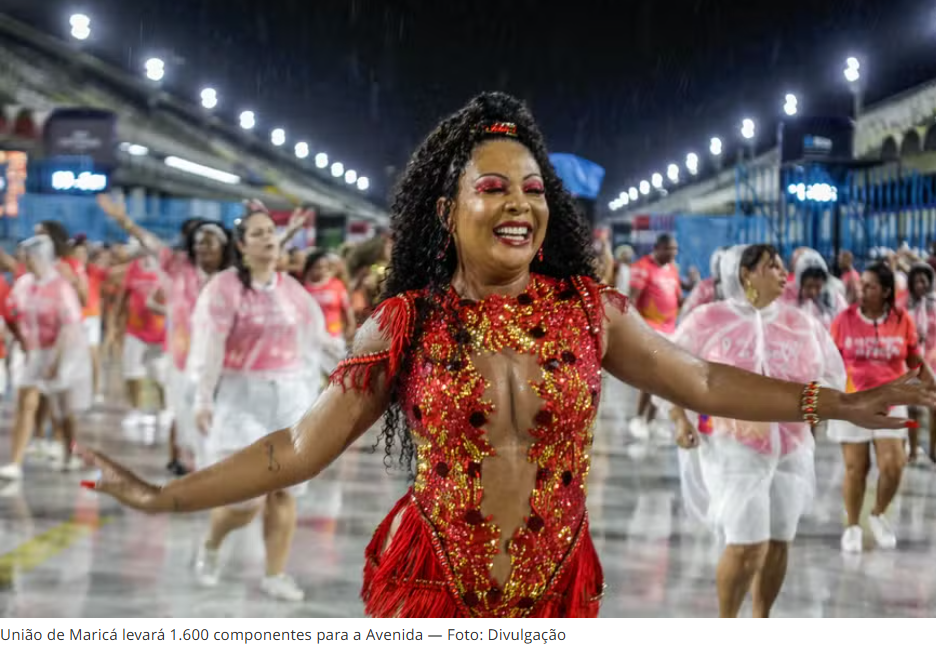 União de Maricá levará 1.600 componentes para a Avenida — Foto: Divulgação